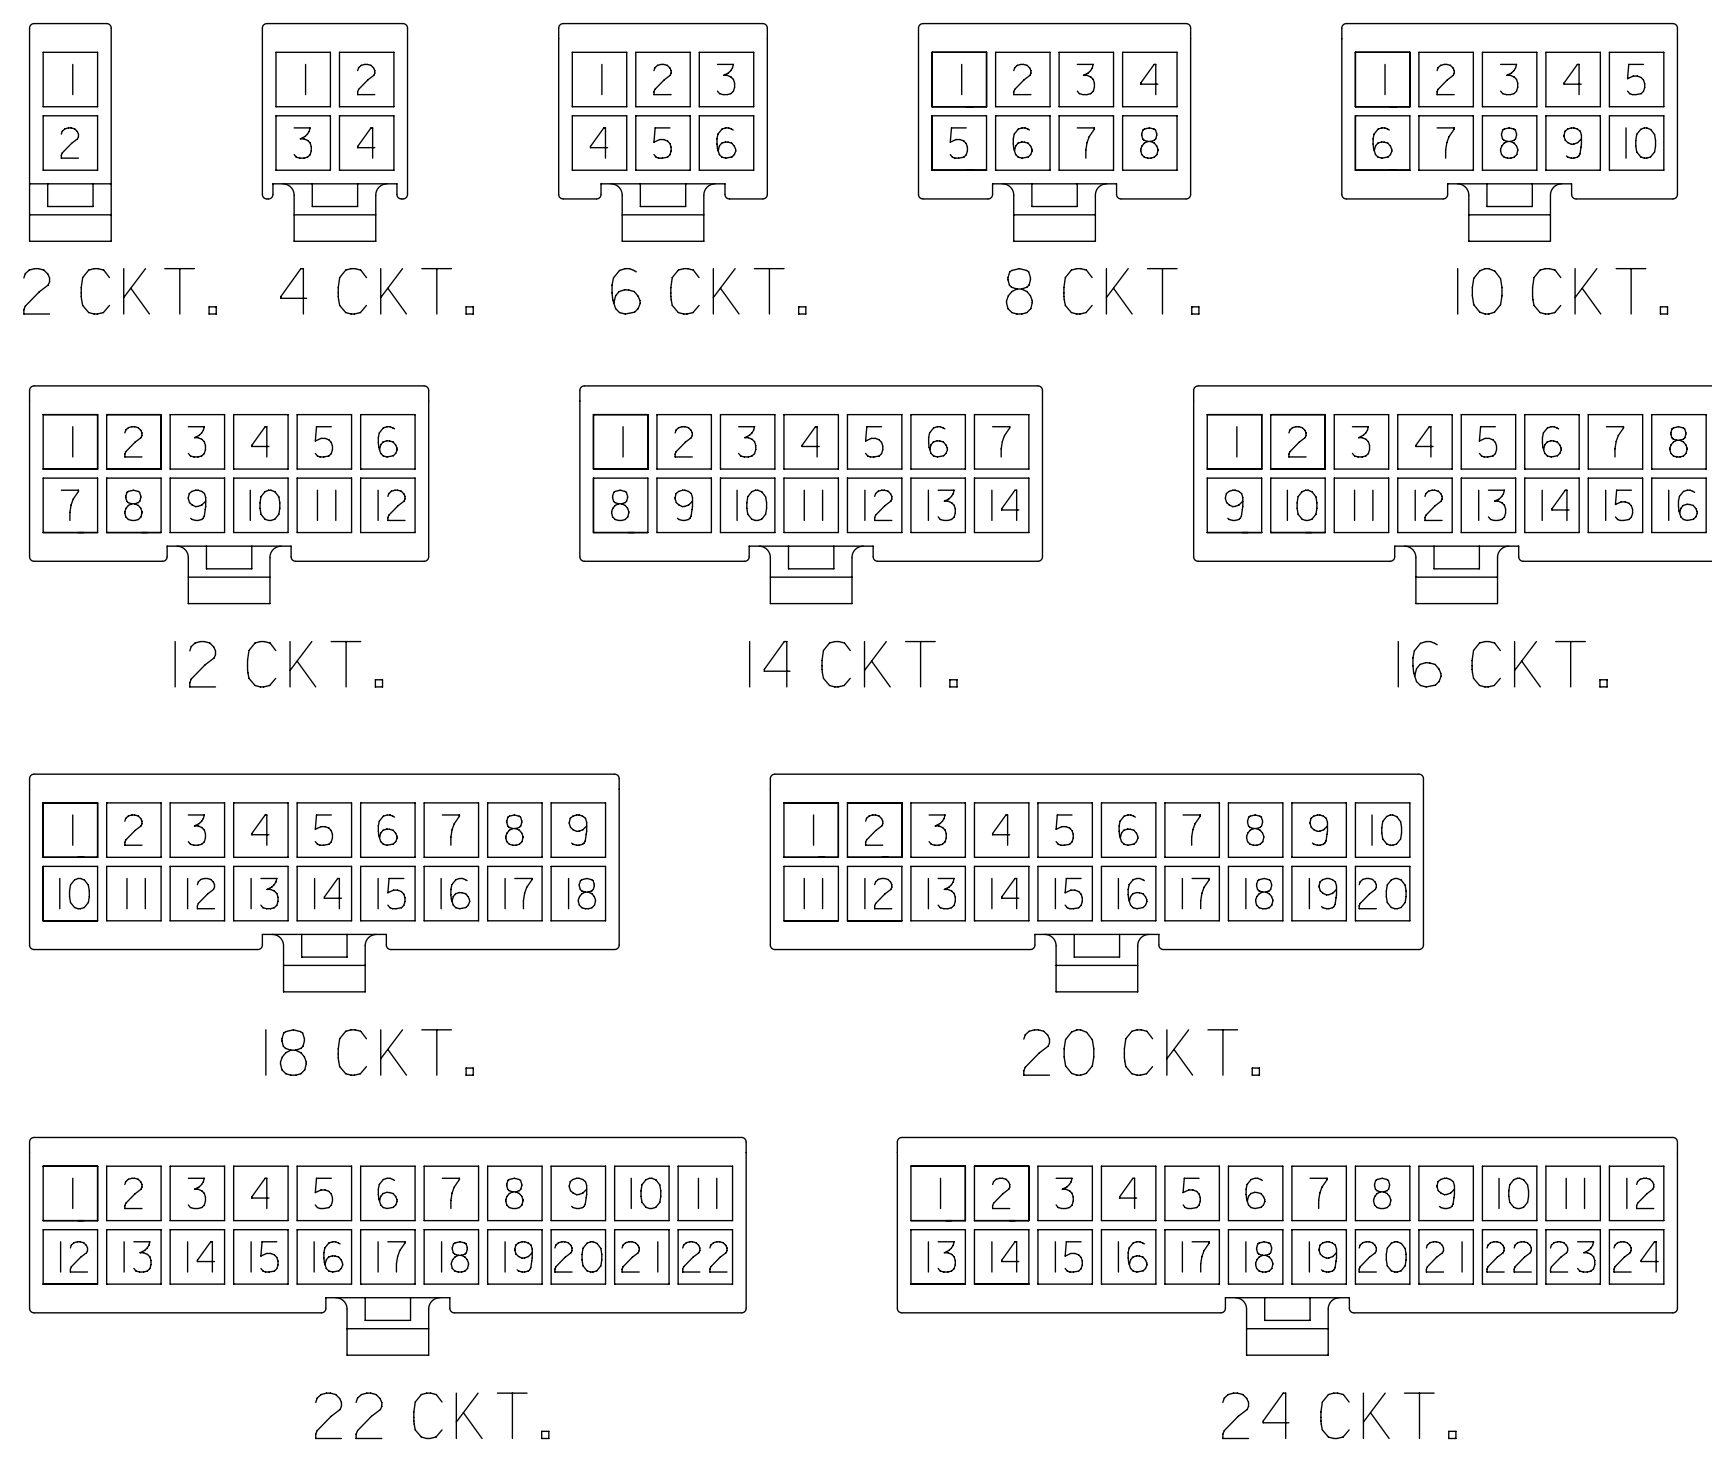 1 1 2 1 2 3 1 2 3 4 1 2 3 4 5
2 3 4 4 5 6 5 6 7 8 6 7 8 9 10
2 CKT. 4 CKT. 6 CKT. 8 CKT. 10 CKT.
1 2 3 4 5 6 1 2 3 4 5 6 7 1 2 3 4 5 6 7 8
7 8 9 10 11 12 8 9 10 11 12 13 14 9 10 11 12 13 14 15 16
12 CKT. 14 CKT. 16 CKT.
1 2 3 4 5 6 7 8 9 1 2 3 4 5 6 7 8 9 10
10 11 12 13 14 15 16 17 18 11 12 13 14 15 16 17 18 19 20
18 CKT. 20 CKT.
1 2 3 4 5 6 7 8 9 10 11 1 2 3 4 5 6 7 8 9 10 11 12
12 13 14 15 16 17 18 19 20 21 22 13 14 15 16 17 18 19 20 21 22 23 24
22 CKT. 24 CKT.